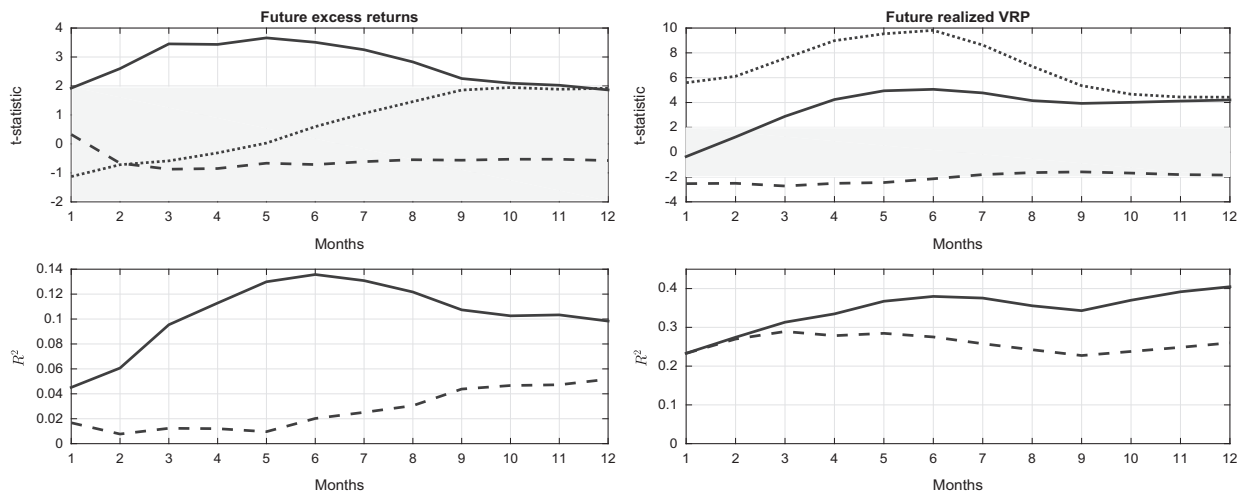 Future excess returns
4
3
2
1
0
-1
-2
t-statistic
1 2 3 4 5 6 7 8 9 10 11 12
Months
Future realized VRP
10
8
6
4
2
0
-2
-4
t-statistic
1 2 3 4 5 6 7 8 9 10 11 12
Months
0.14
0.12
0.1
0.08
0.06
0.04
0.02
0
R²
1 2 3 4 5 6 7 8 9 10 11 12
Months
0.4
0.3
0.2
0.1
0
R²
1 2 3 4 5 6 7 8 9 10 11 12
Months